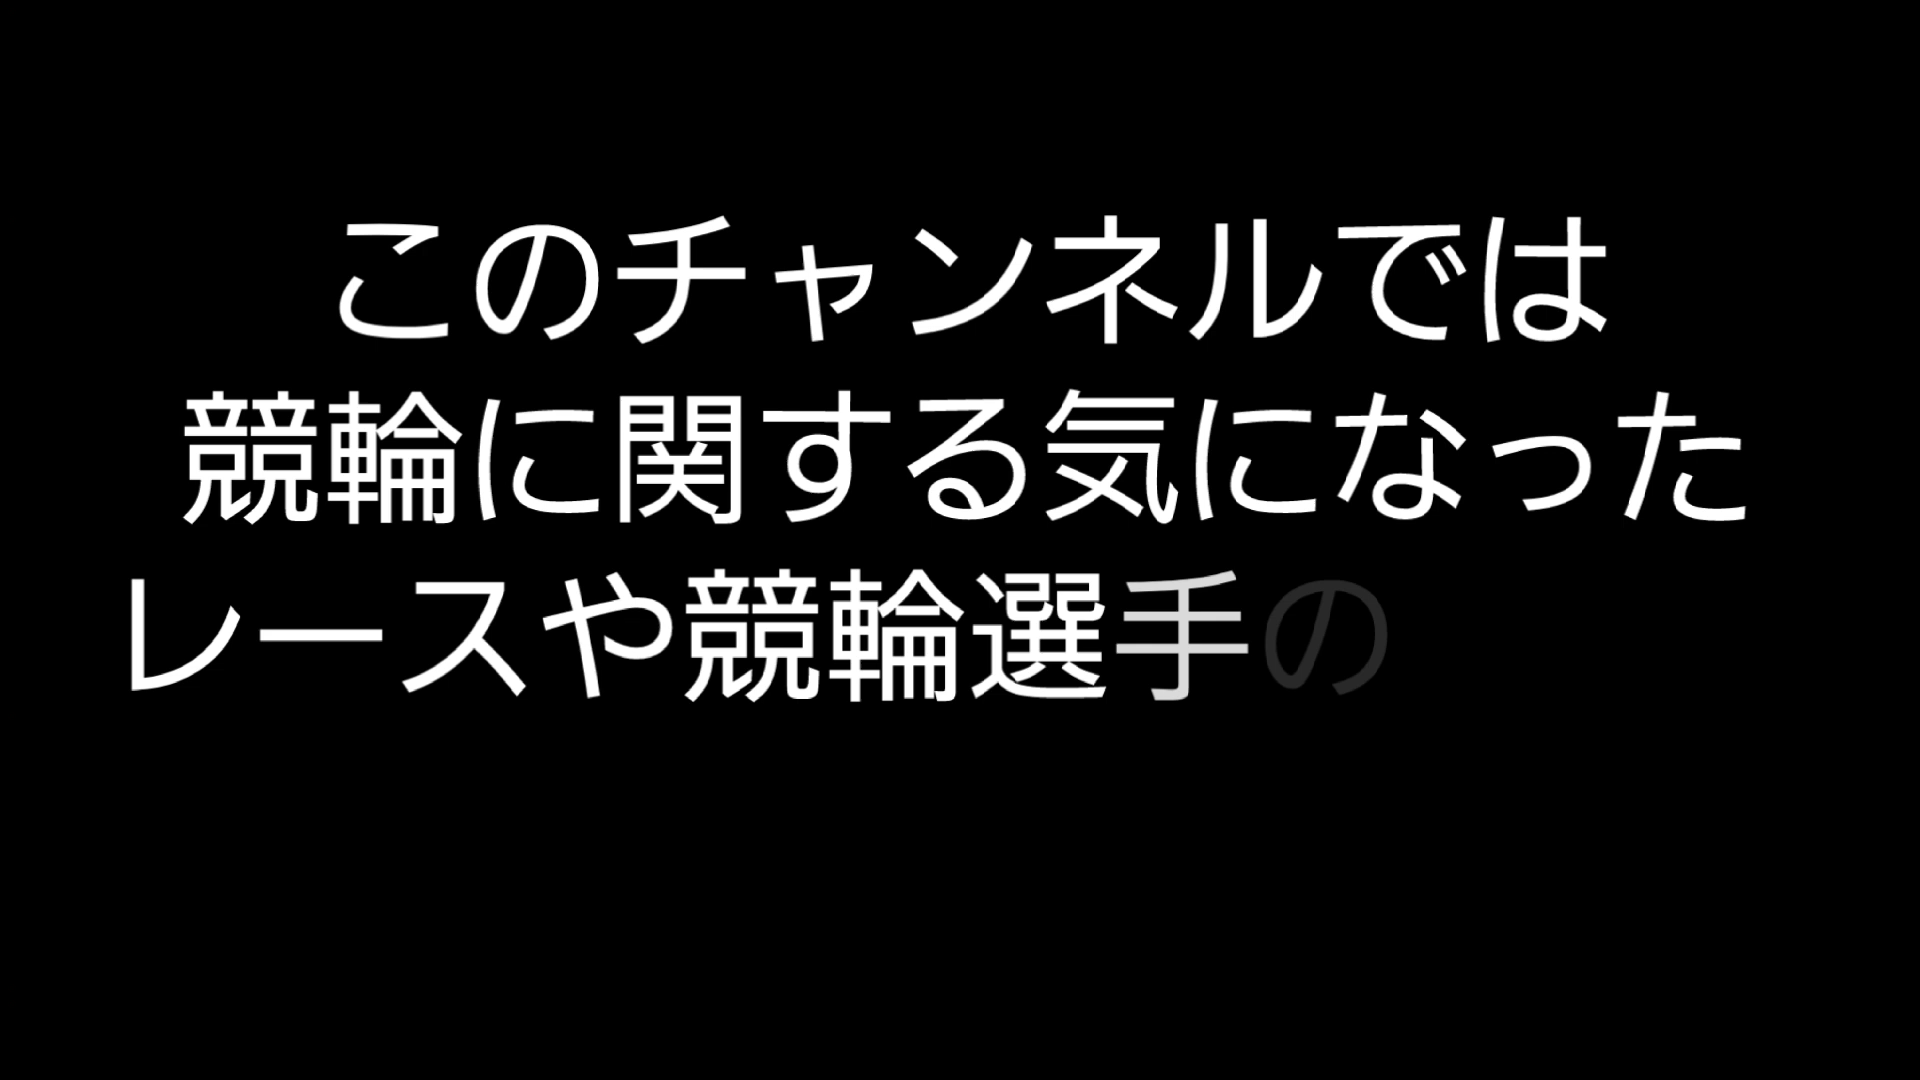 このチャンネルでは
競輪に関する気になった
レースや競輪選手の